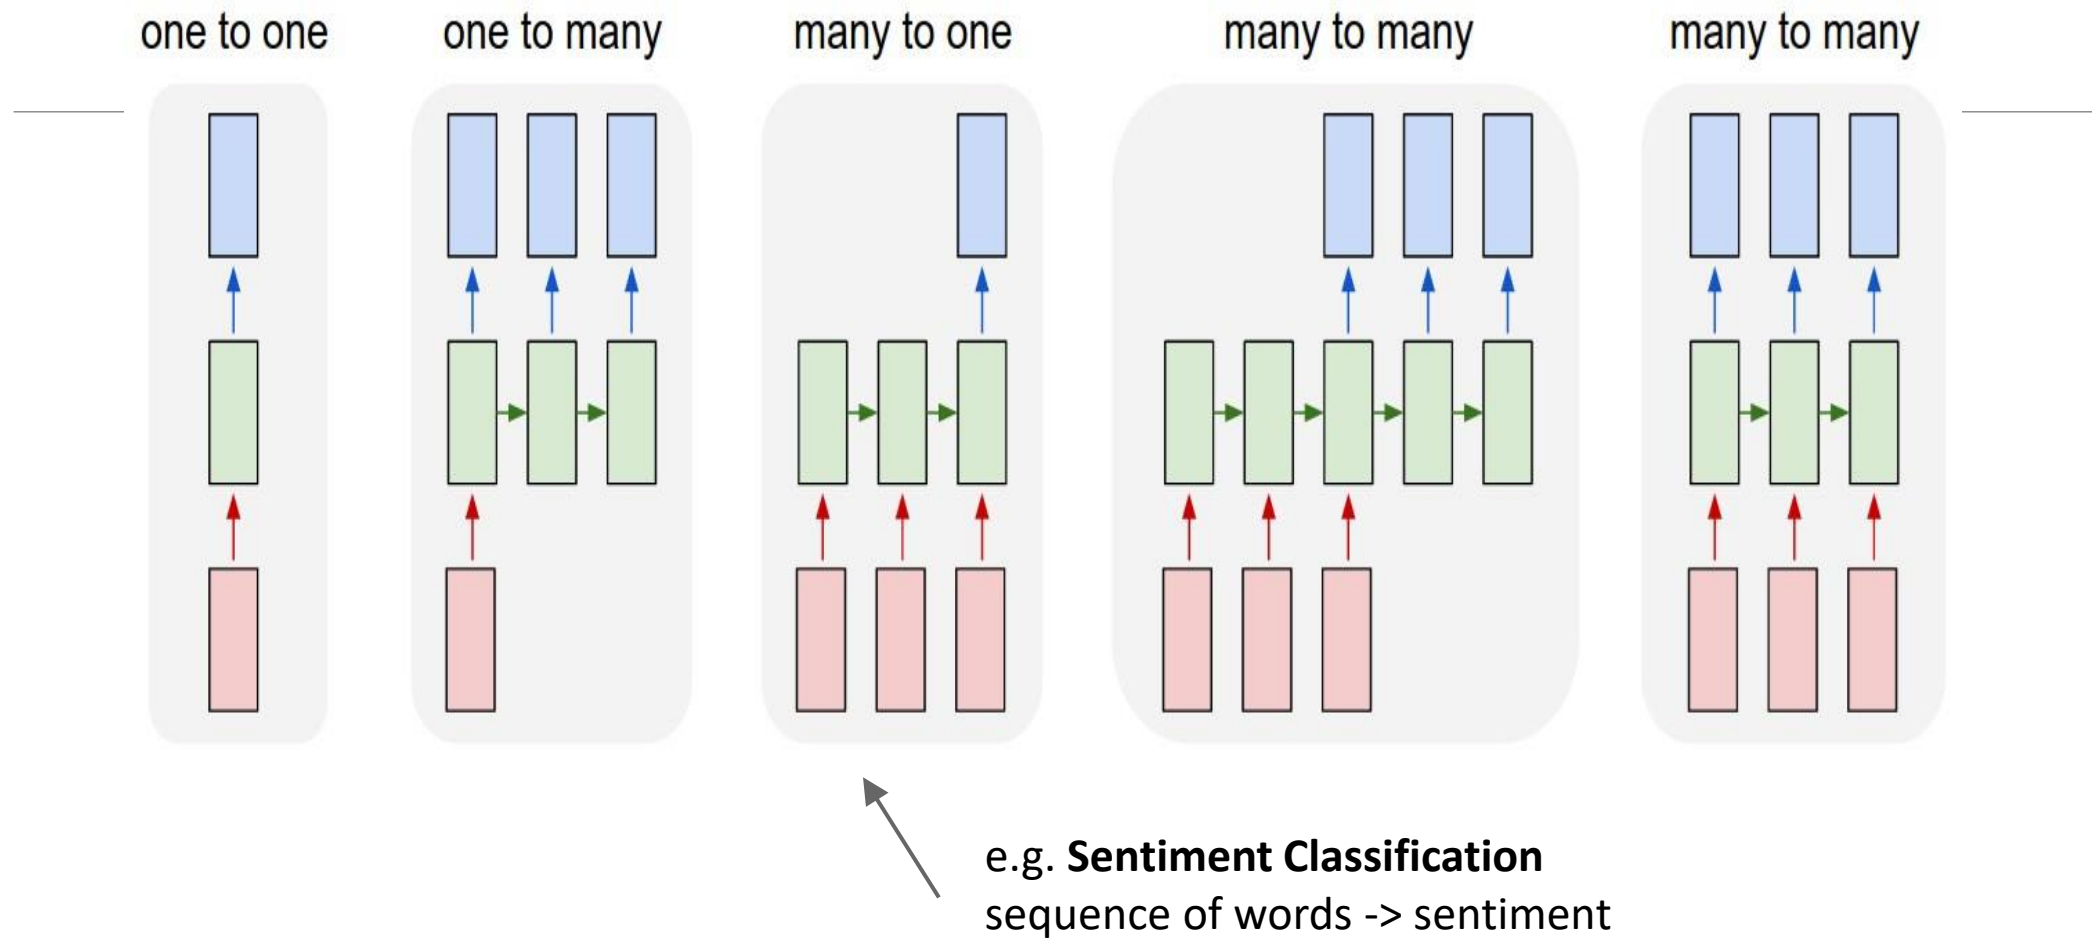 one to one
one to many
many to one
many to many
many to many
e.g. Sentiment Classification
sequence of words -> sentiment